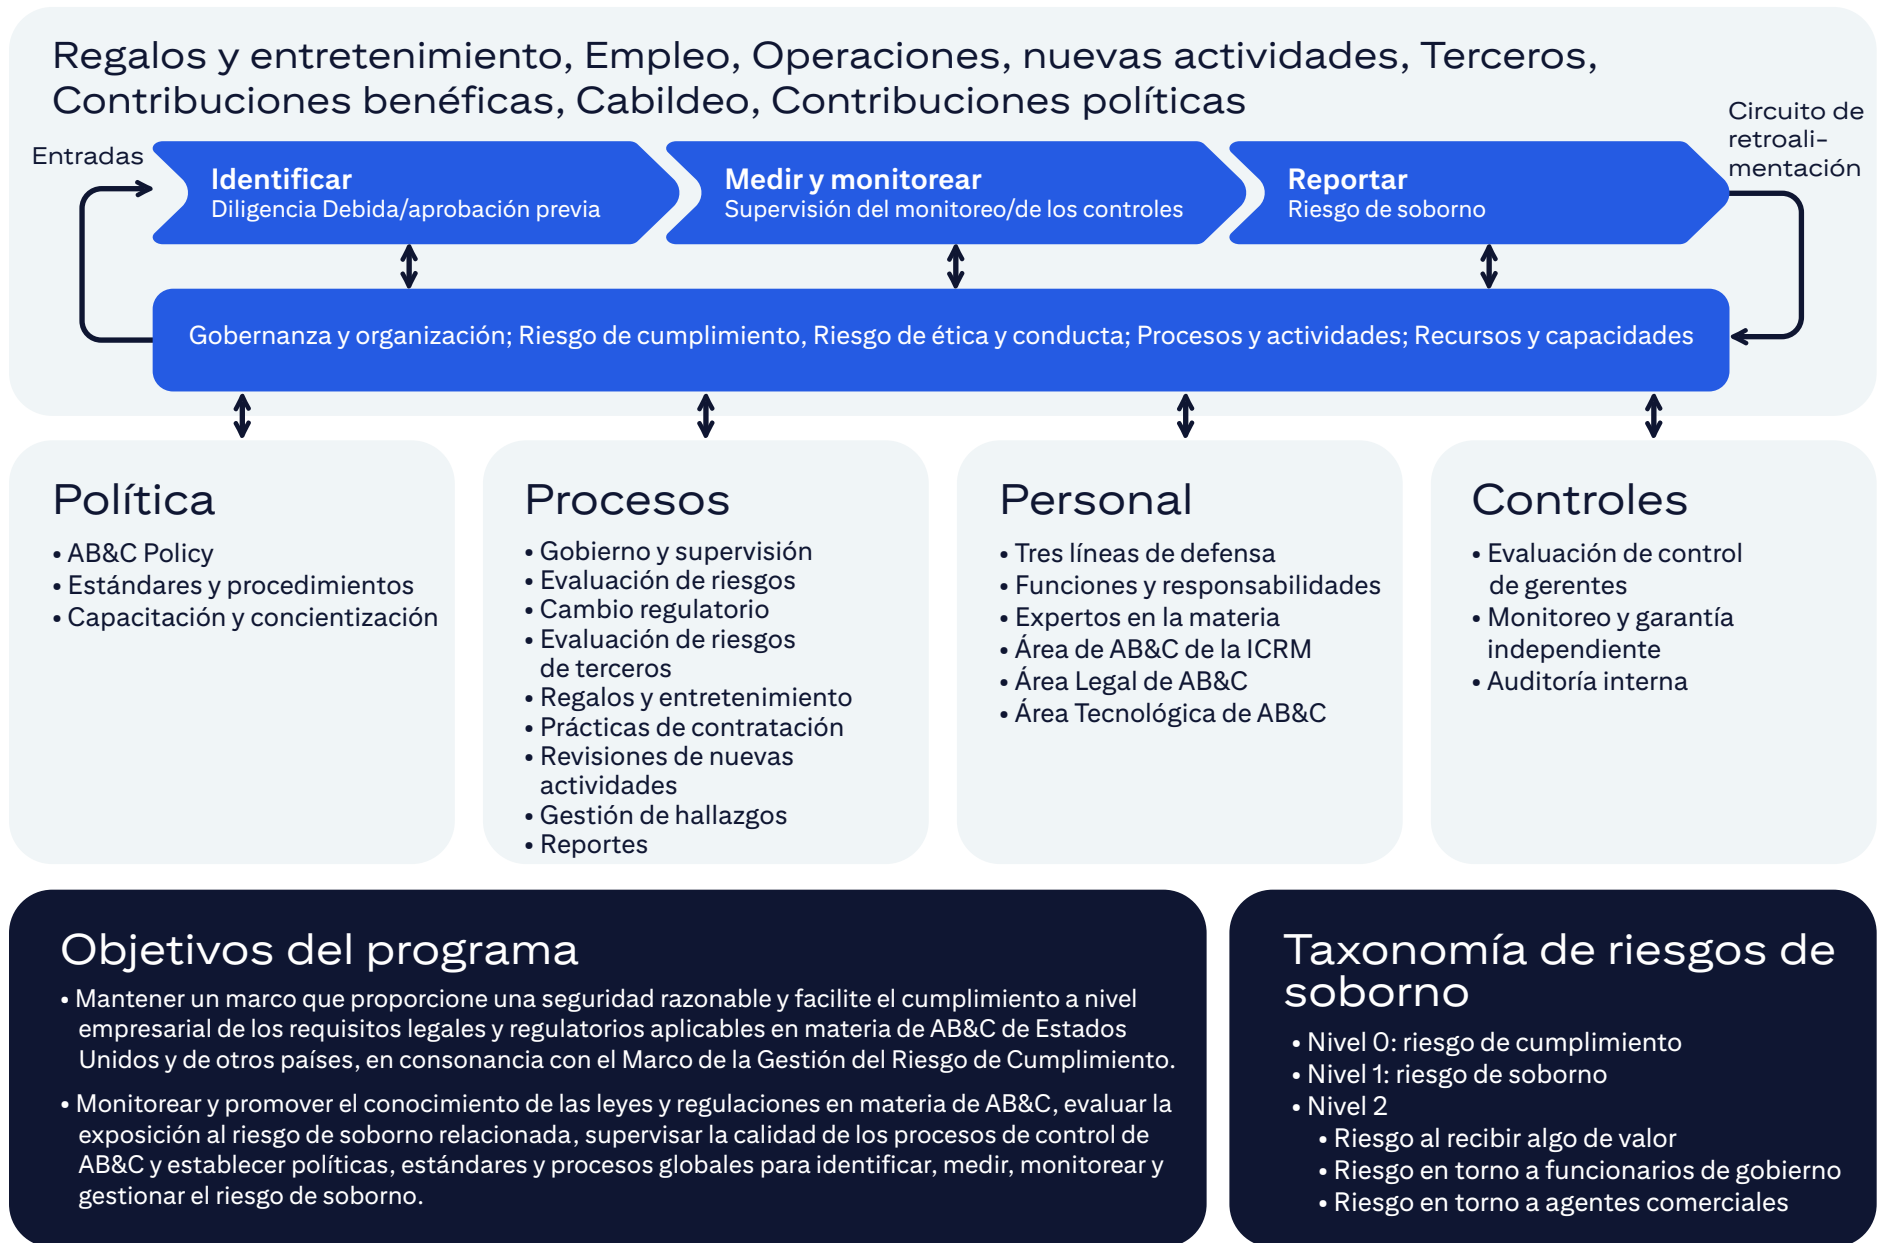 Regalos y entretenimiento, Empleo, Operaciones, nuevas actividades, Terceros,
Contribuciones benéficas, Cabildeo, Contribuciones políticas
Circuito de
retroali-
mentación
Entradas
Identificar
Diligencia Debida/aprobación previa
Medir y monitorear
Supervisión del monitoreo/de los controles
Reportar
Riesgo de soborno
Gobernanza y organización; Riesgo de cumplimiento, Riesgo de ética y conducta; Procesos y actividades; Recursos y capacidades
Política
• AB&C Policy
• Estándares y procedimientos
• Capacitación y concientización
Procesos
• Gobierno y supervisión
• Evaluación de riesgos
• Cambio regulatorio
• Evaluación de riesgos
de terceros
• Regalos y entretenimiento
• Prácticas de contratación
• Revisiones de nuevas
actividades
• Gestión de hallazgos
• Reportes
Personal
• Tres líneas de defensa
• Funciones y responsabilidades
• Expertos en la materia
• Área de AB&C de la ICRM
• Área Legal de AB&C
• Área Tecnológica de AB&C
Controles
• Evaluación de control
de gerentes
• Monitoreo y garantía
independiente
• Auditoría interna
Objetivos del programa
• Mantener un marco que proporcione una seguridad razonable y facilite el cumplimiento a nivel
empresarial de los requisitos legales y regulatorios aplicables en materia de AB&C de Estados
Unidos y de otros países, en consonancia con el Marco de la Gestión del Riesgo de Cumplimiento.
• Monitorear y promover el conocimiento de las leyes y regulaciones en materia de AB&C, evaluar la
exposición al riesgo de soborno relacionada, supervisar la calidad de los procesos de control de
AB&C y establecer políticas, estándares y procesos globales para identificar, medir, monitorear y
gestionar el riesgo de soborno.
Taxonomía de riesgos de
soborno
• Nivel 0: riesgo de cumplimiento
• Nivel 1: riesgo de soborno
• Nivel 2
• Riesgo al recibir algo de valor
• Riesgo en torno a funcionarios de gobierno
• Riesgo en torno a agentes comerciales